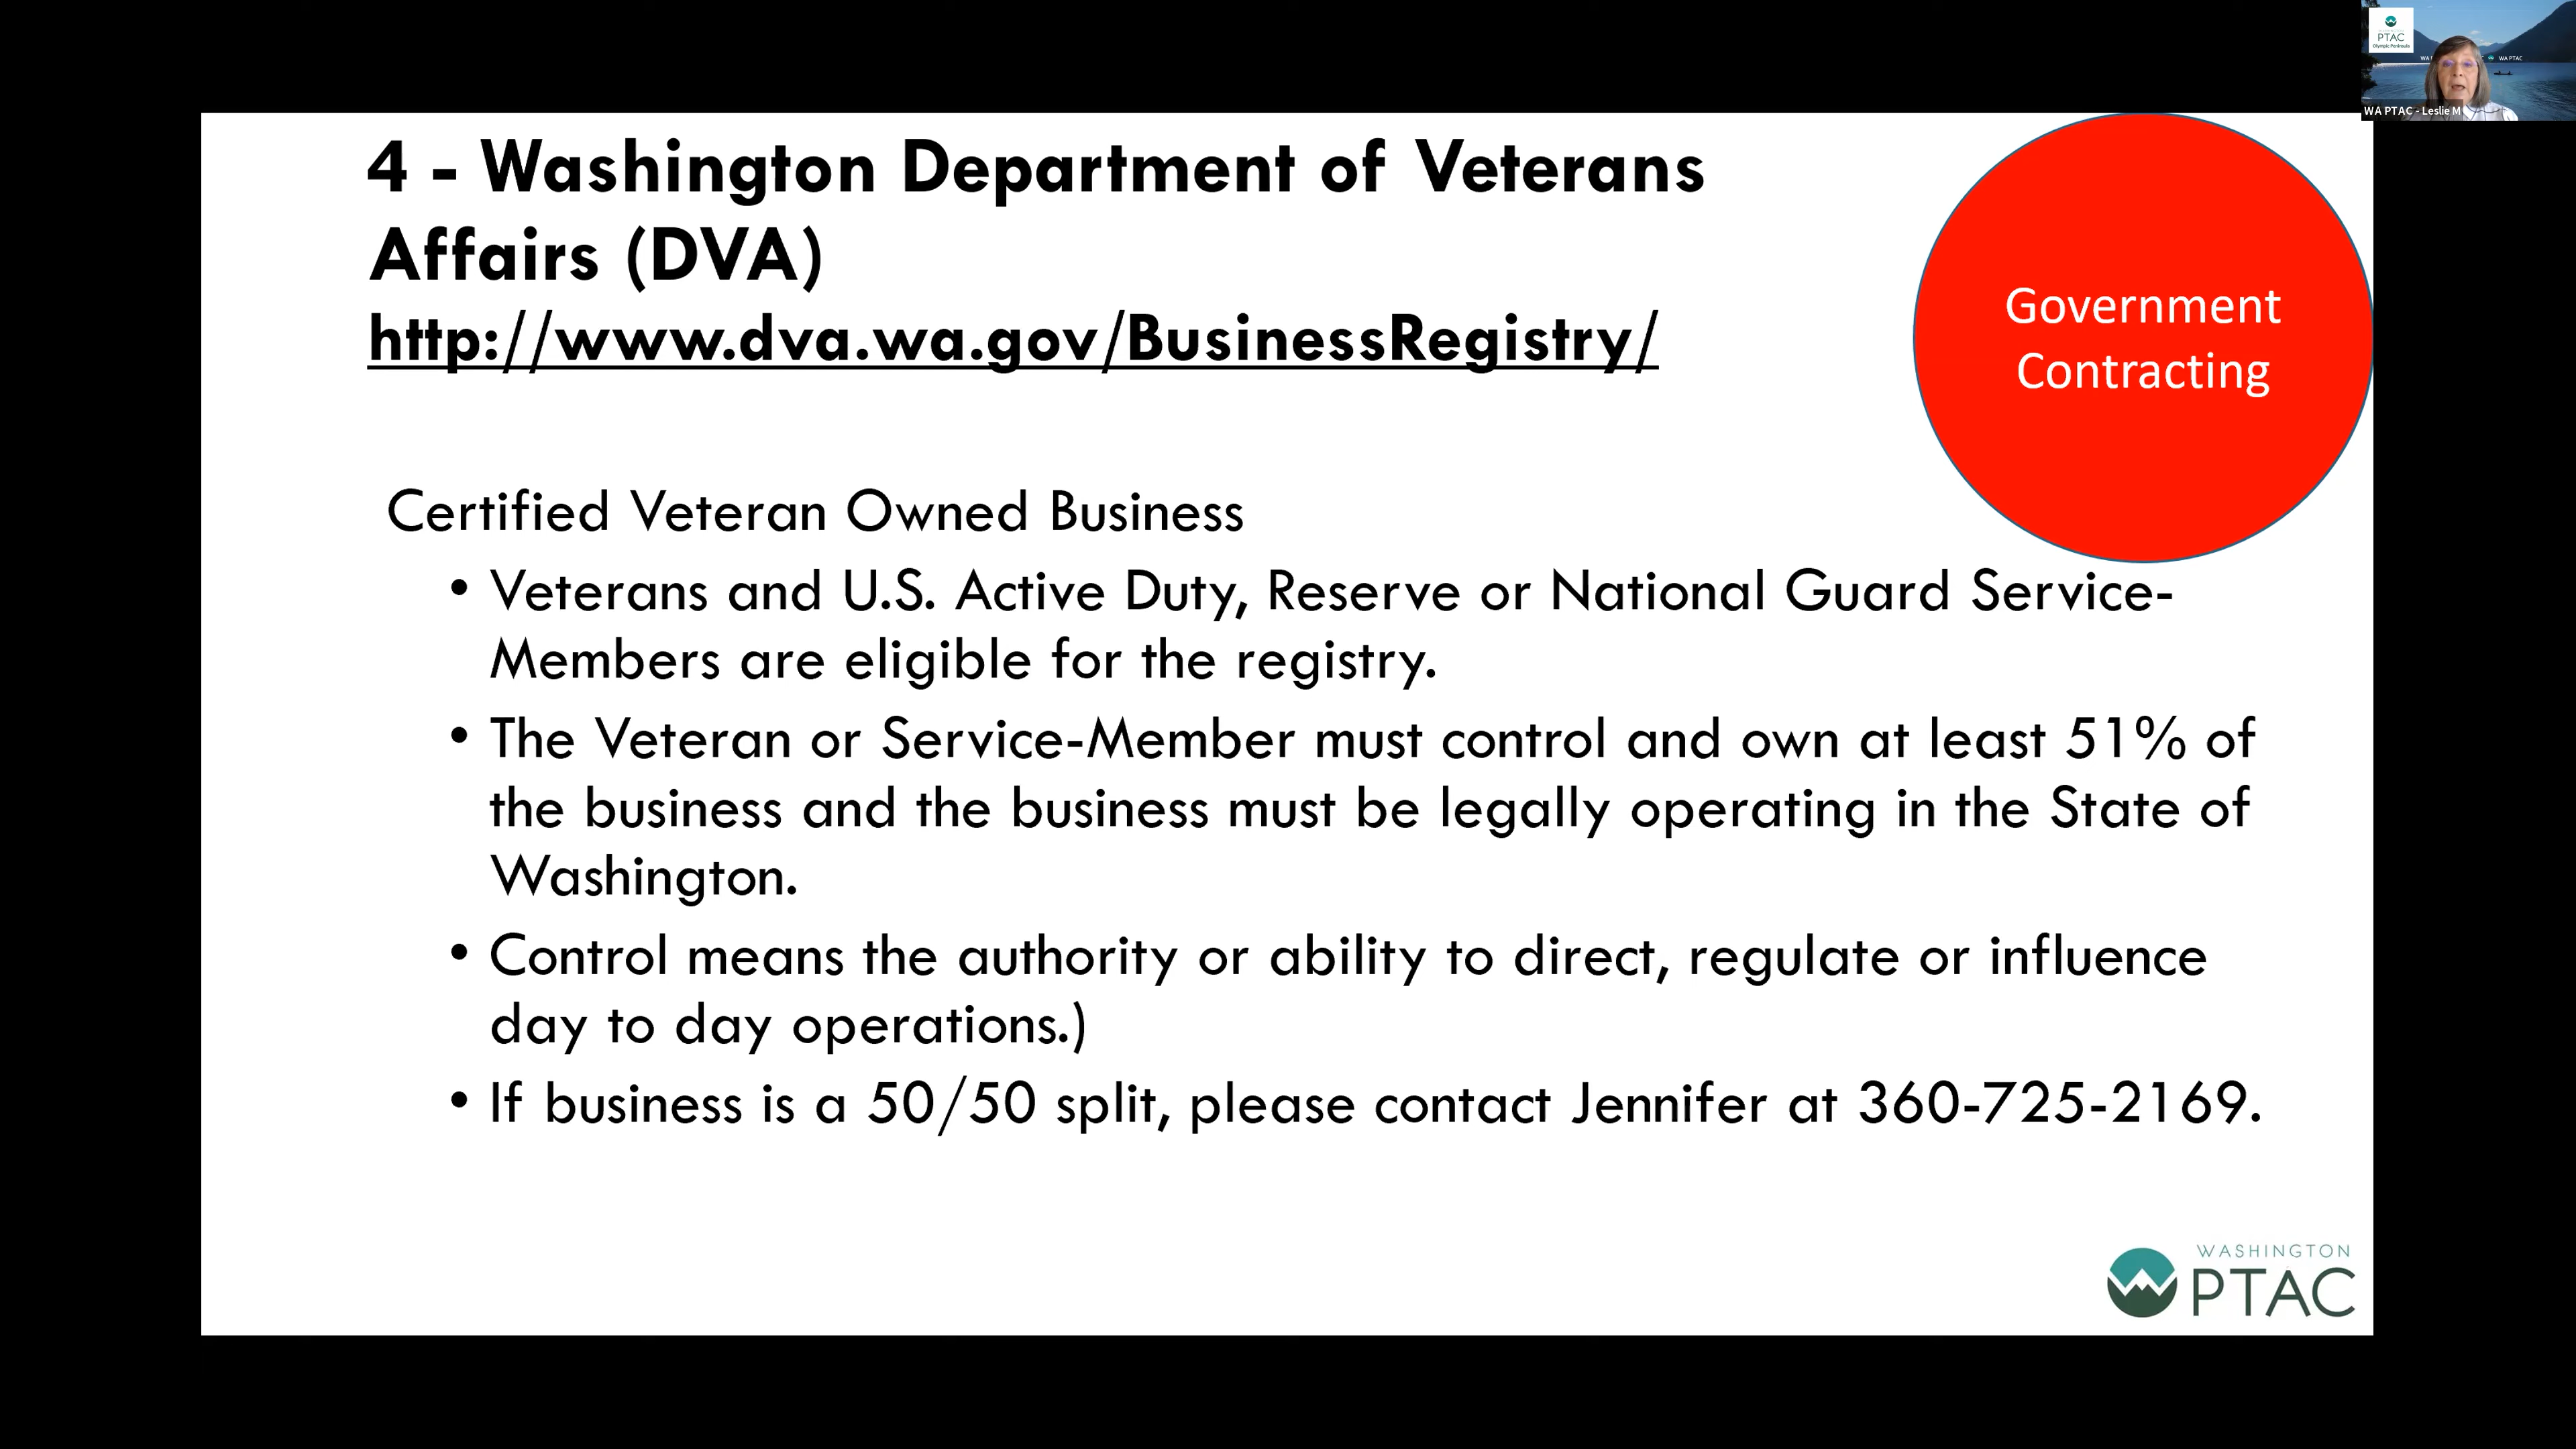 4 - Washington Department of Veterans
Affairs (DVA)
http://www.dva.wa.gov/BusinessRegistry/
Government
Contracting
Certified Veteran Owned Business
• Veterans and U.S. Active Duty, Reserve or National Guard Service-
Members are eligible for the registry.
• The Veteran or Service-Member must control and own at least 51% of
the business and the business must be legally operating in the State of
Washington.
• Control means the authority or ability to direct, regulate or influence
day to day operations.)
• If business is a 50/50 split, please contact Jennifer at 360-725-2169.
WASHINGTON
PTAC
PTAC
Olympic Peninsula
WA PTAC
WA PTAC - Leslie M